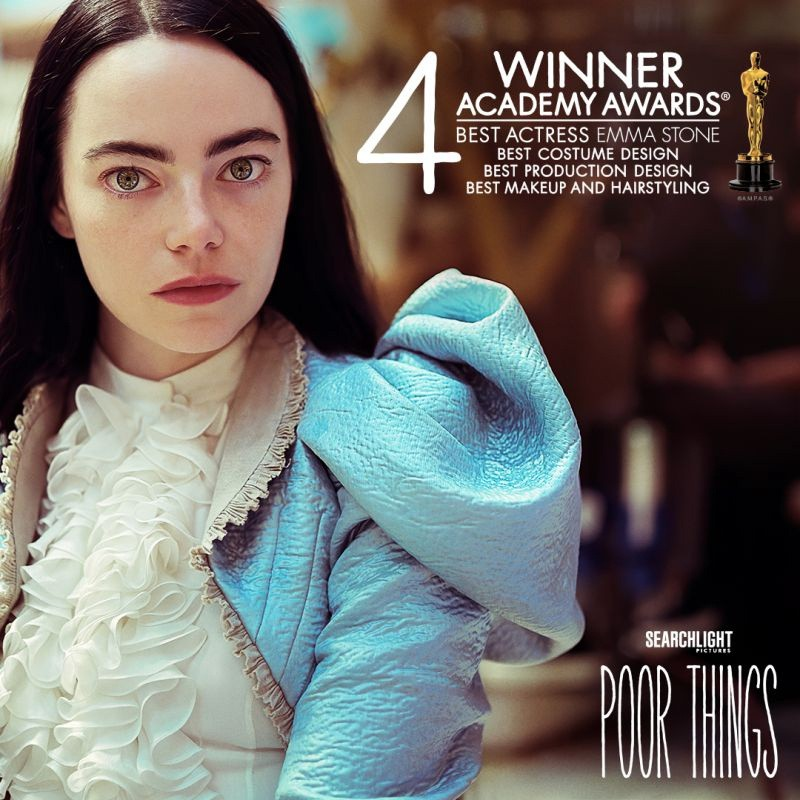 4 WINNER
ACADEMY AWARDS®
BEST ACTRESS EMMA STONE
BEST COSTUME DESIGN
BEST PRODUCTION DESIGN
BEST MAKEUP AND HAIRSTYLING
©A.M.P.A.S.®
SEARCHLIGHT
PICTURES
POOR THINGS